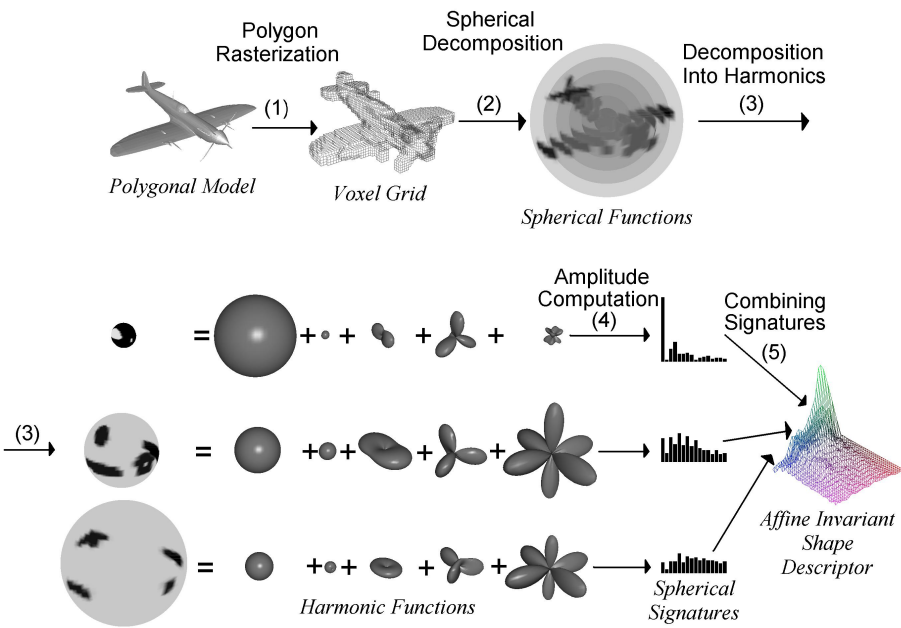 Polygon
Rasterization
(1)
Spherical
Decomposition
(2)
Decomposition
Into Harmonics
(3)
Polygonal Model
Voxel Grid
Spherical Functions
Amplitude
Computation
(4)
Combining
Signatures
(5)
= + + + +
(3)
= + + + +
= + + + +
Harmonic Functions
Spherical
Signatures
Affine Invariant
Shape
Descriptor